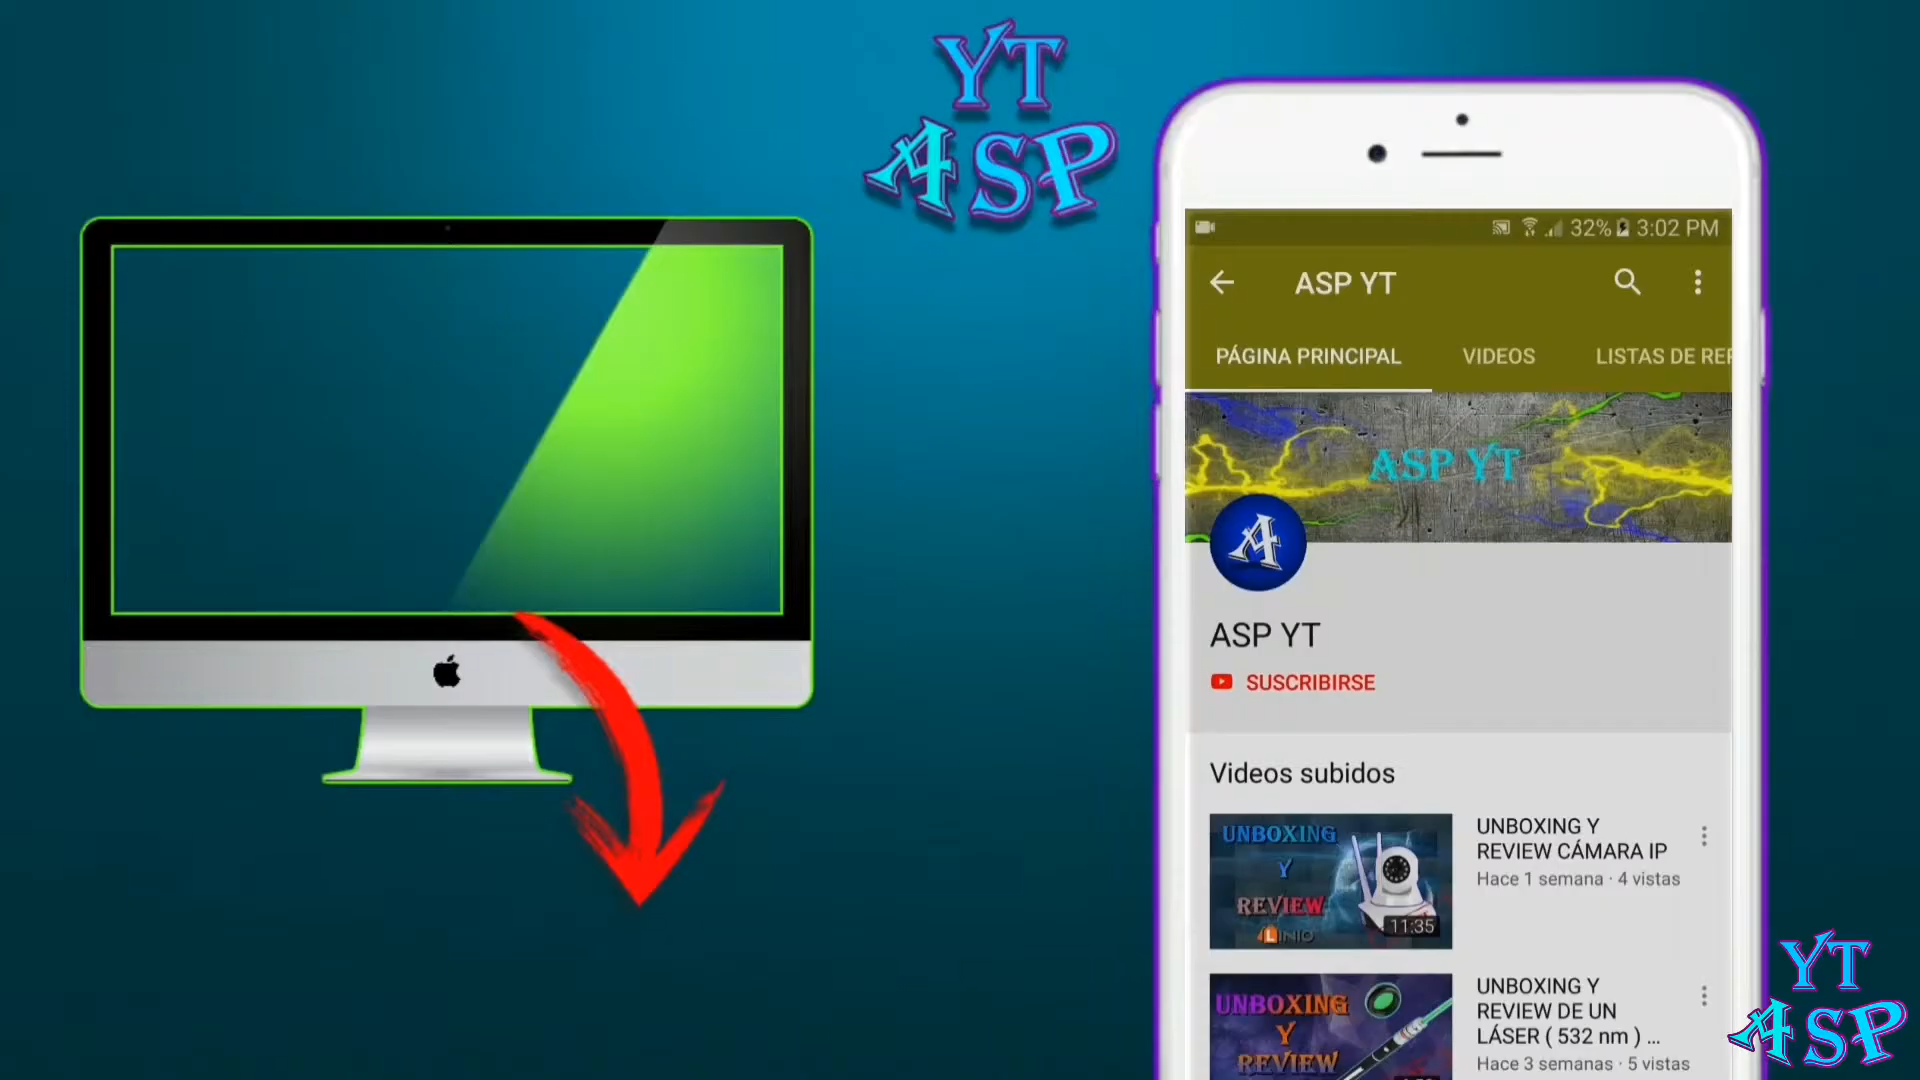 YT
ASP
32% 3:02 PM
ASP YT
PÁGINA PRINCIPAL VIDEOS LISTAS DE REP
ASP YT
A
ASP YT
SUSCRIBIRSE
Videos subidos
UNBOXING
Y
REVIEW
LINIO
11:35
UNBOXING Y
REVIEW CÁMARA IP
Hace 1 semana · 4 vistas
UNBOXING
Y
REVIEW
UNBOXING Y
REVIEW DE UN
LÁSER ( 532 nm ) ...
Hace 3 semanas · 5 vistas
YT
ASP